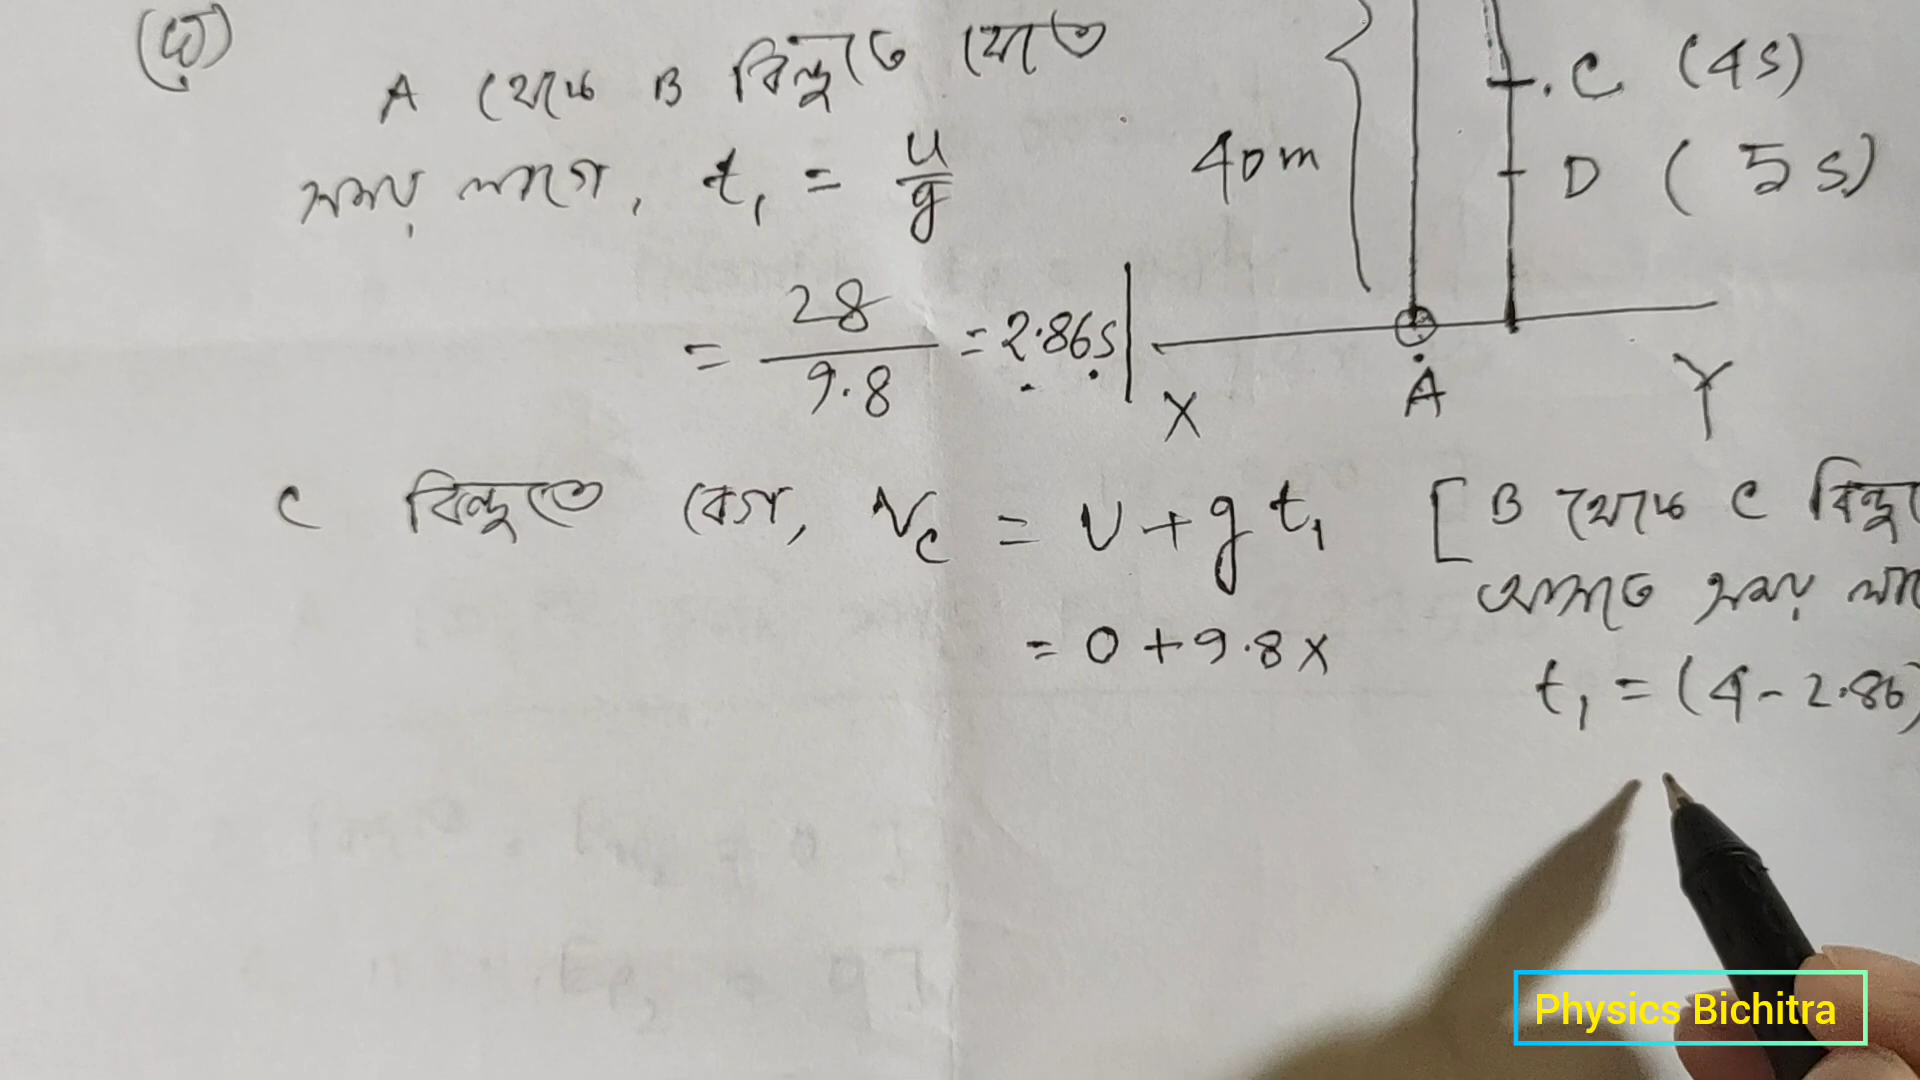 (ঘ)
A থেকে B বিন্দুতে যেতে
সময় লাগে, t₁ = u/g
= 28/9.8 = 2.86s
40m
.C (4s)
D (5s)
X A Y
C বিন্দুতে বেগ, v_c = u + g t₁
= 0 + 9.8 ×
[B থেকে C বিন্দুতে
আসতে সময় লাগে
t₁ = (4 - 2.86)
Physics Bichitra